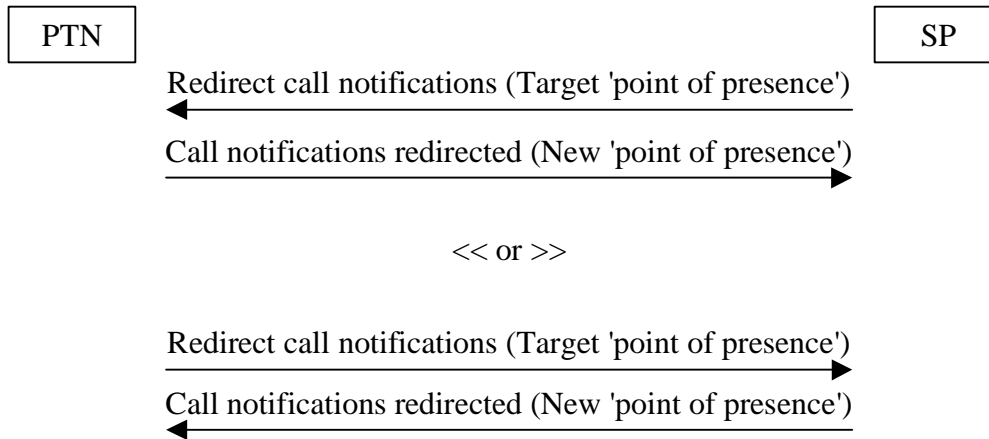 PTN
SP
Redirect call notifications (Target 'point of presence')
Call notifications redirected (New 'point of presence')
<< or >>
Redirect call notifications (Target 'point of presence')
Call notifications redirected (New 'point of presence')